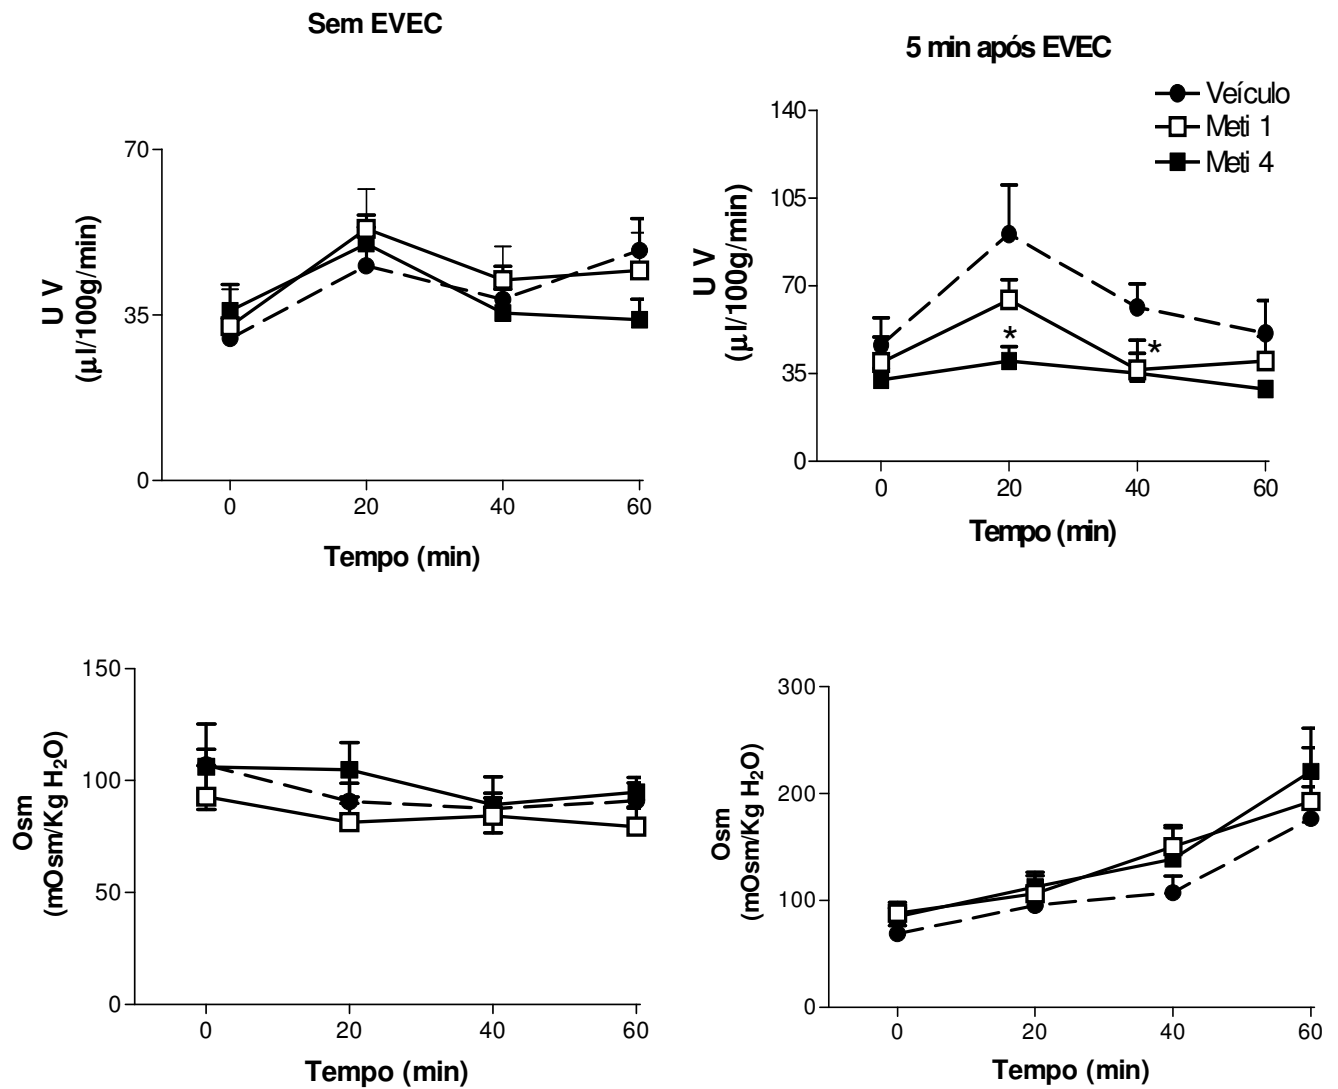 Sem EVEC
5 min após EVEC
Veículo
Meti 1
Meti 4
70
35
0
U V
(µl/100g/min)
0 20 40 60
Tempo (min)
140
105
70
35
0
U V
(µl/100g/min)
*
*
0 20 40 60
Tempo (min)
150
100
50
0
Osm
(mOsm/Kg H₂O)
0 20 40 60
Tempo (min)
300
200
100
0
Osm
(mOsm/Kg H₂O)
0 20 40 60
Tempo (min)